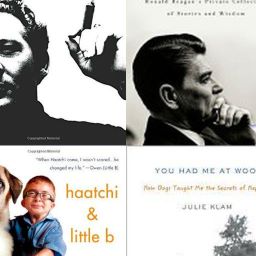 Ronald Reagan's Private Collection
of Stories and Wisdom
Copyrighted Material
Copyrighted Material
"When Haatchi came, I wasn't scared...he
changed my life." —Owen (Little B)
haatchi
&
little b
YOU HAD ME AT WOO
How Dogs Taught Me the Secrets of
JULIE KLAM